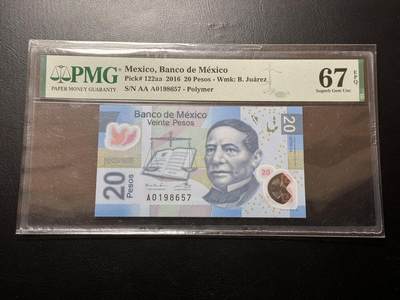 PMG
PAPER MONEY GUARANTY
Mexico, Banco de México
Pick# 122aa 2016 20 Pesos - Wmk: B. Juárez
S/N AA A0198657 - Polymer
67 EPQ
Superb Gem Unc
Banco de México
Veinte Pesos
20
20
20
A0198657